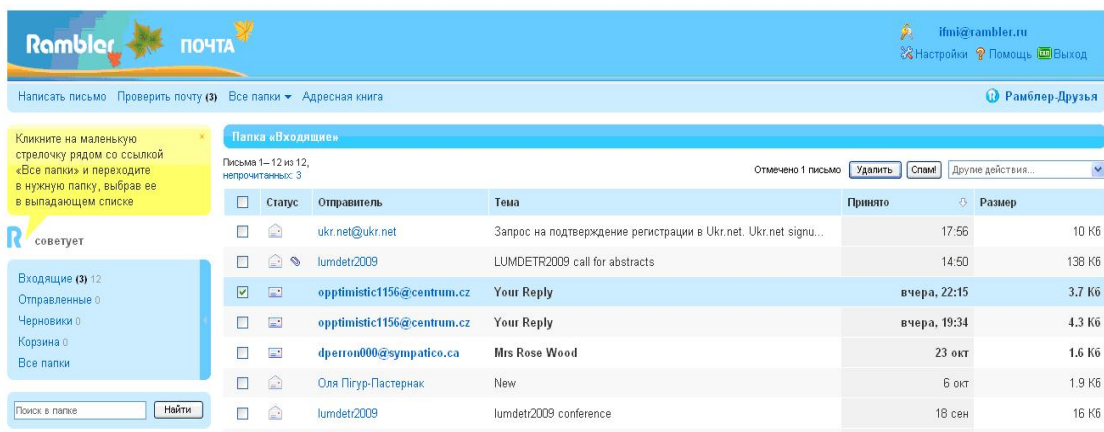 Rambler ПОЧТА
ifmi@rambler.ru
Настройки Помощь Выход
Написать письмо Проверить почту (3) Все папки Адресная книга
Рамблер-Друзья
Кликните на маленькую
стрелочку рядом со ссылкой
«Все папки» и переходите
в нужную папку, выбрав ее
в выпадающем списке
R советует
Входящие (3) 12
Отправленные 0
Черновики 0
Корзина 0
Все папки
Поиск в папке Найти
Папка «Входящие»
Письма 1–12 из 12,
непрочитанных: 3
Отмечено 1 письмо Удалить Спам! Другие действия...
Статус Отправитель Тема Принято Размер
ukr.net@ukr.net Запрос на подтверждение регистрации в Ukr.net. Ukr.net signu... 17:56 10 Кб
lumdetr2009 LUMDETR2009 call for abstracts 14:50 138 Кб
opptimistic1156@centrum.cz Your Reply вчера, 22:15 3.7 Кб
opptimistic1156@centrum.cz Your Reply вчера, 19:34 4.3 Кб
dperron000@sympatico.ca Mrs Rose Wood 23 окт 1.6 Кб
Оля Пігур-Пастернак New 6 окт 1.9 Кб
lumdetr2009 lumdetr2009 conference 18 сен 16 Кб